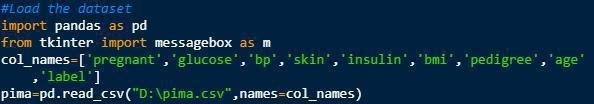 #Load the dataset
import pandas as pd
from tkinter import messagebox as m
col_names=['pregnant','glucose','bp','skin','insulin','bmi','pedigree','age'
,'label']
pima=pd.read_csv("D:\pima.csv",names=col_names)